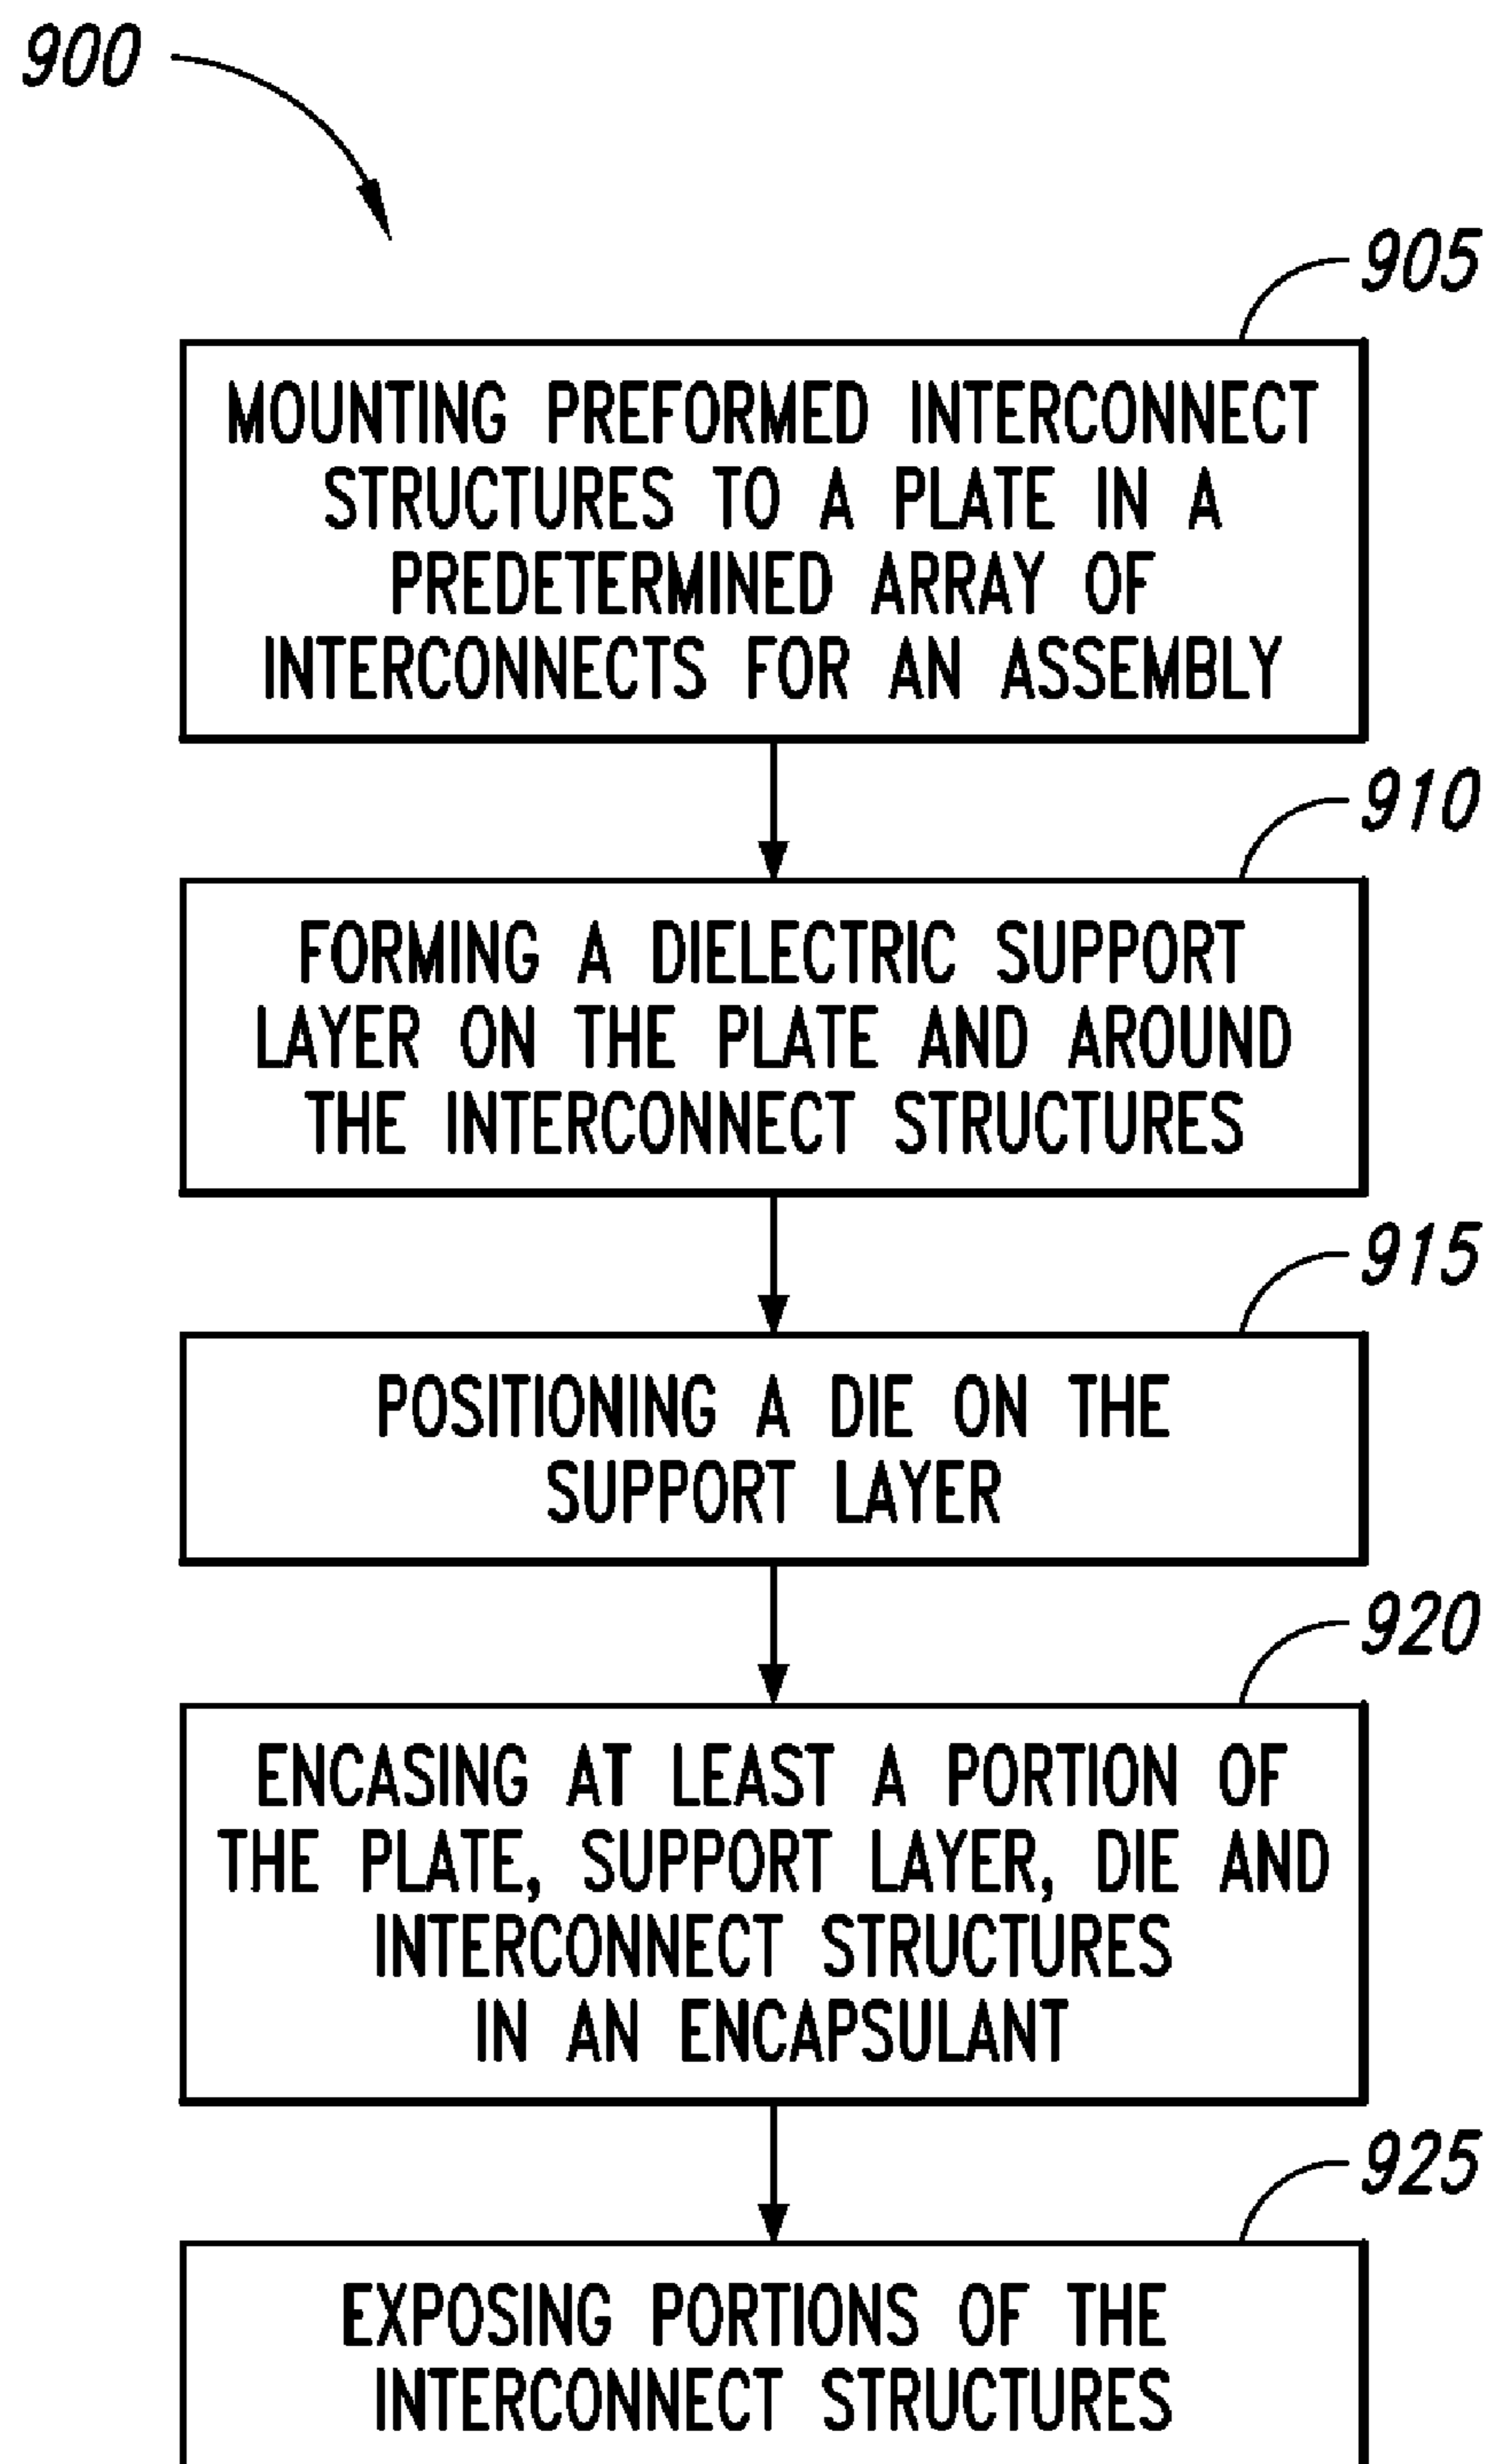 900
905
MOUNTING PREFORMED INTERCONNECT
STRUCTURES TO A PLATE IN A
PREDETERMINED ARRAY OF
INTERCONNECTS FOR AN ASSEMBLY
910
FORMING A DIELECTRIC SUPPORT
LAYER ON THE PLATE AND AROUND
THE INTERCONNECT STRUCTURES
915
POSITIONING A DIE ON THE
SUPPORT LAYER
920
ENCASING AT LEAST A PORTION OF
THE PLATE, SUPPORT LAYER, DIE AND
INTERCONNECT STRUCTURES
IN AN ENCAPSULANT
925
EXPOSING PORTIONS OF THE
INTERCONNECT STRUCTURES